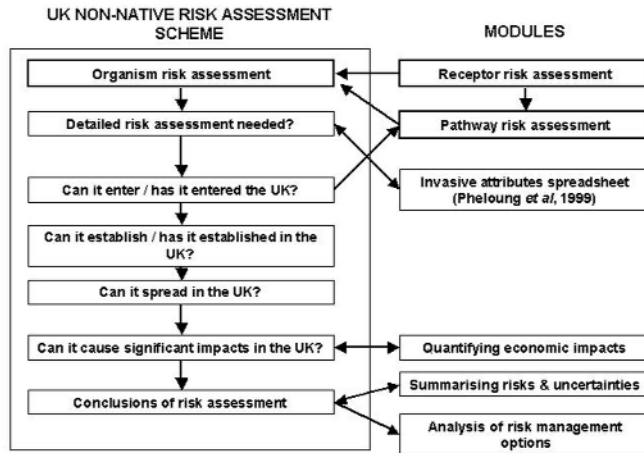 UK NON-NATIVE RISK ASSESSMENT
SCHEME
MODULES
Organism risk assessment
Receptor risk assessment
Detailed risk assessment needed?
Pathway risk assessment
Can it enter / has it entered the UK?
Invasive attributes spreadsheet
(Pheloung et al, 1999)
Can it establish / has it established in the
UK?
Can it spread in the UK?
Can it cause significant impacts in the UK?
Quantifying economic impacts
Summarising risks & uncertainties
Conclusions of risk assessment
Analysis of risk management
options